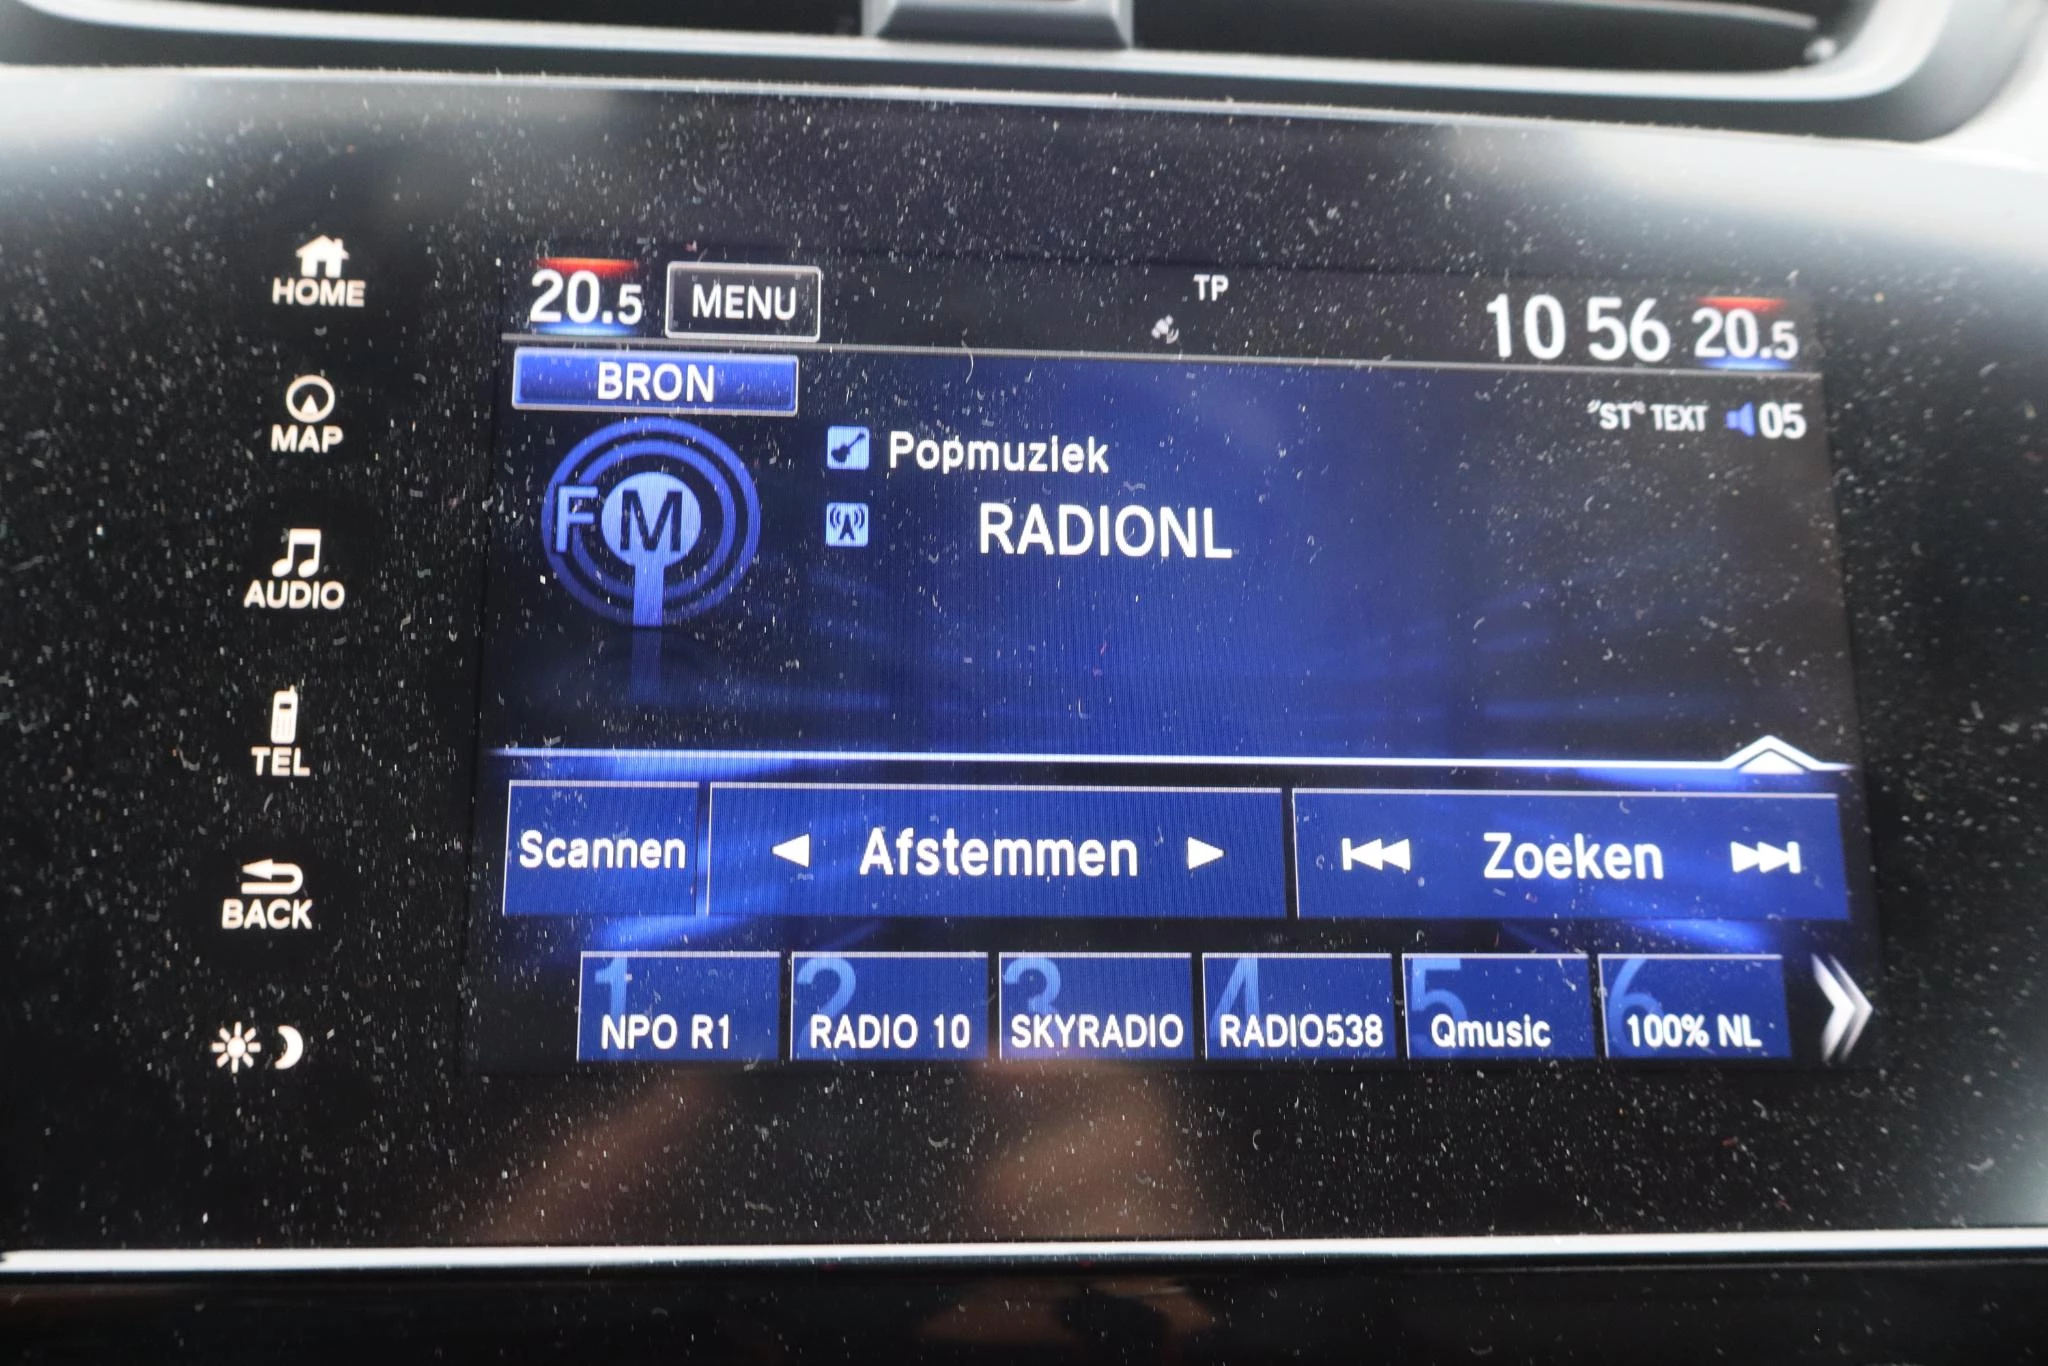 HOME
MAP
AUDIO
TEL
BACK
20.5 MENU TP 10 56 20.5
BRON
"ST" TEXT 05
FM
Popmuziek
RADIONL
Scannen Afstemmen Zoeken
1 2 3 4 5 6
NPO R1 RADIO 10 SKYRADIO RADIO538 Qmusic 100% NL